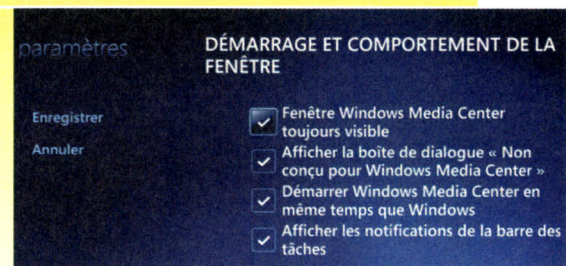 paramètres
DÉMARRAGE ET COMPORTEMENT DE LA
FENÊTRE
Enregistrer
Annuler
Fenêtre Windows Media Center
toujours visible
Afficher la boîte de dialogue « Non
conçu pour Windows Media Center »
Démarrer Windows Media Center en
même temps que Windows
Afficher les notifications de la barre des
tâches